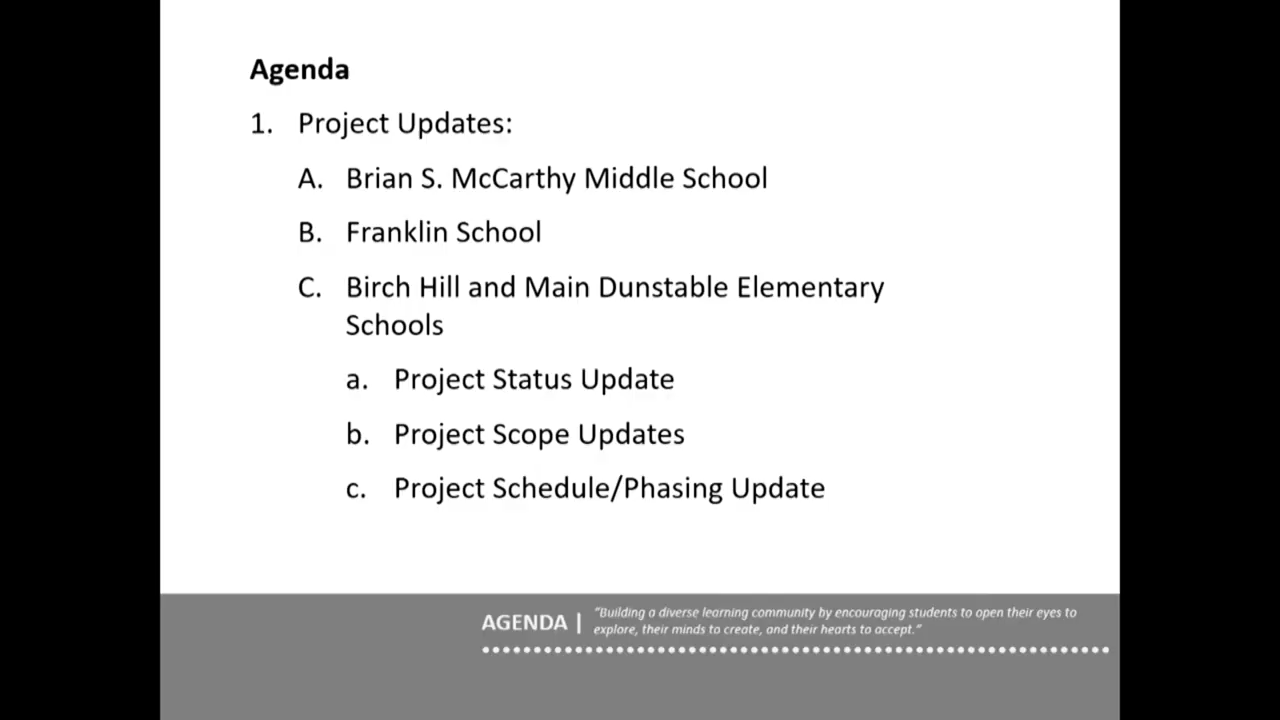 Agenda
1. Project Updates:
A. Brian S. McCarthy Middle School
B. Franklin School
C. Birch Hill and Main Dunstable Elementary
Schools
a. Project Status Update
b. Project Scope Updates
c. Project Schedule/Phasing Update
AGENDA | "Building a diverse learning community by encouraging students to open their eyes to
explore, their minds to create, and their hearts to accept."